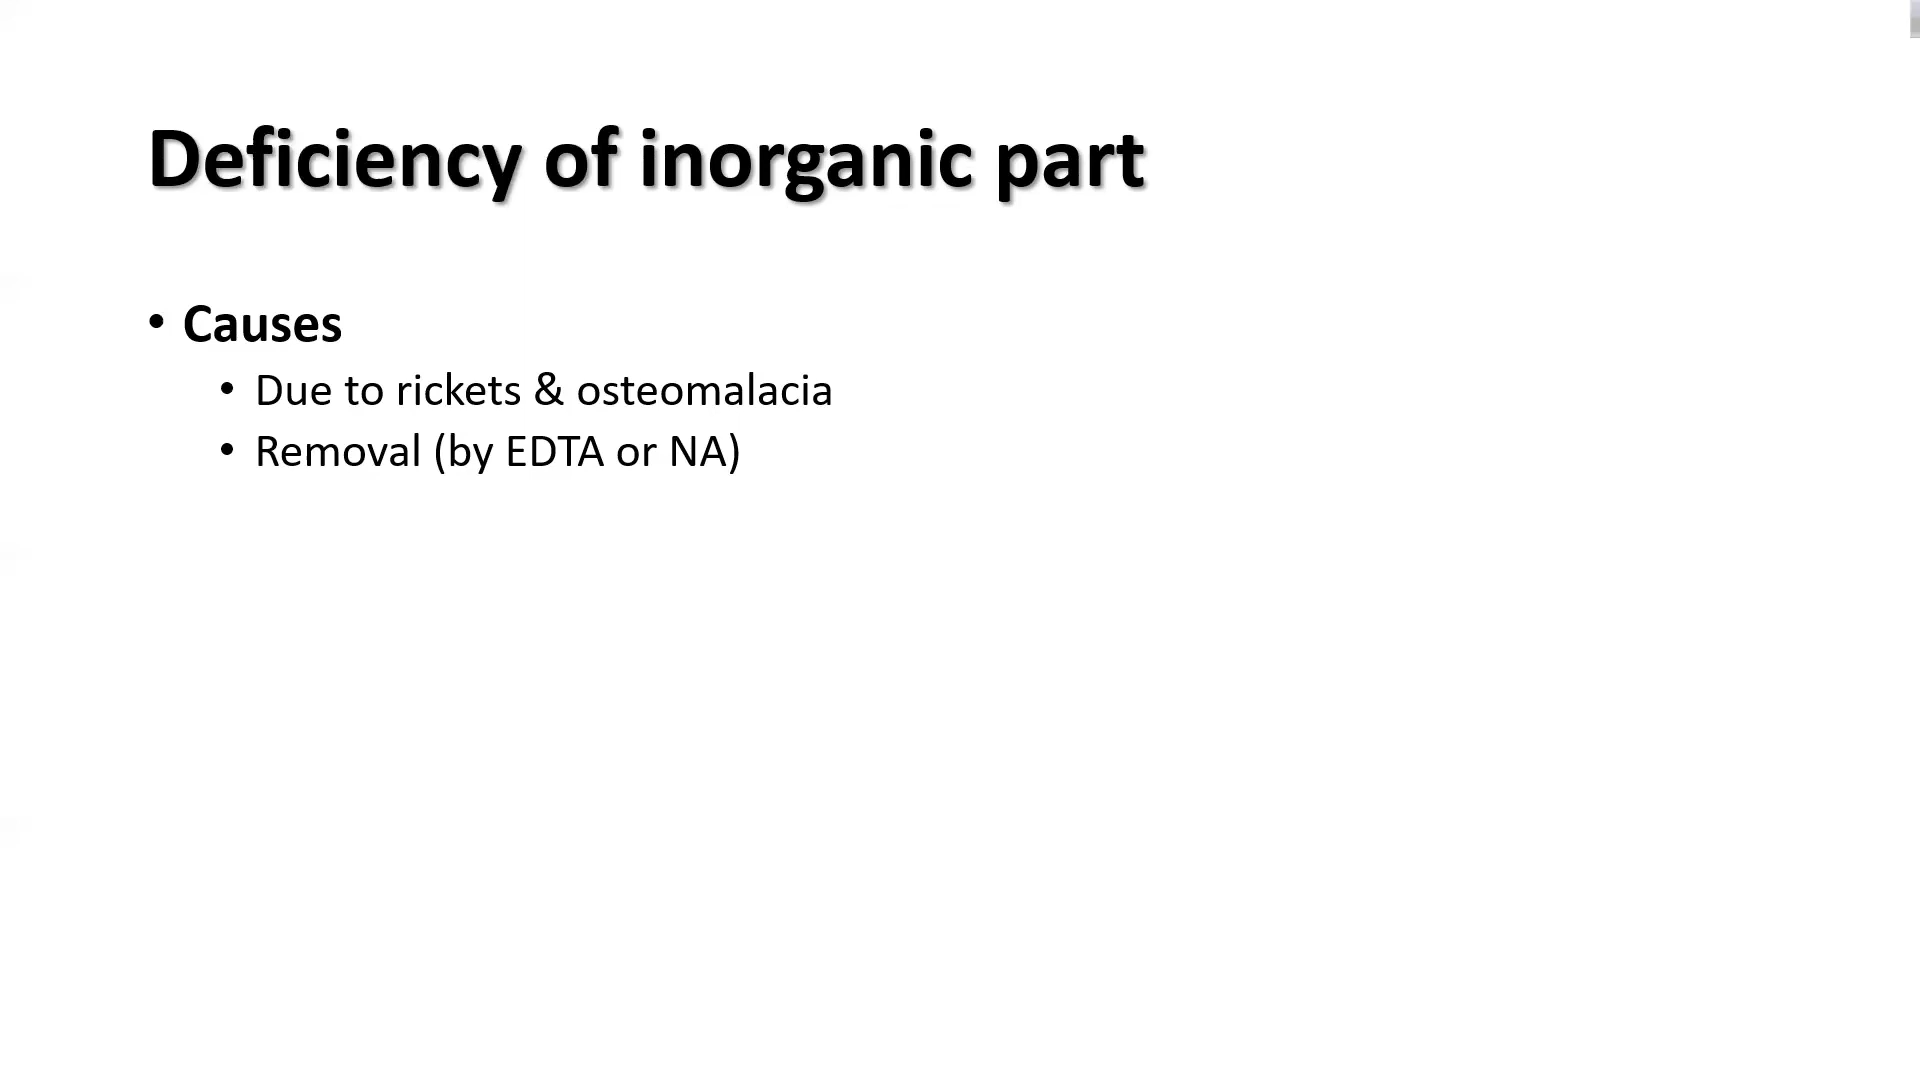 Deficiency of inorganic part
• Causes
• Due to rickets & osteomalacia
• Removal (by EDTA or NA)